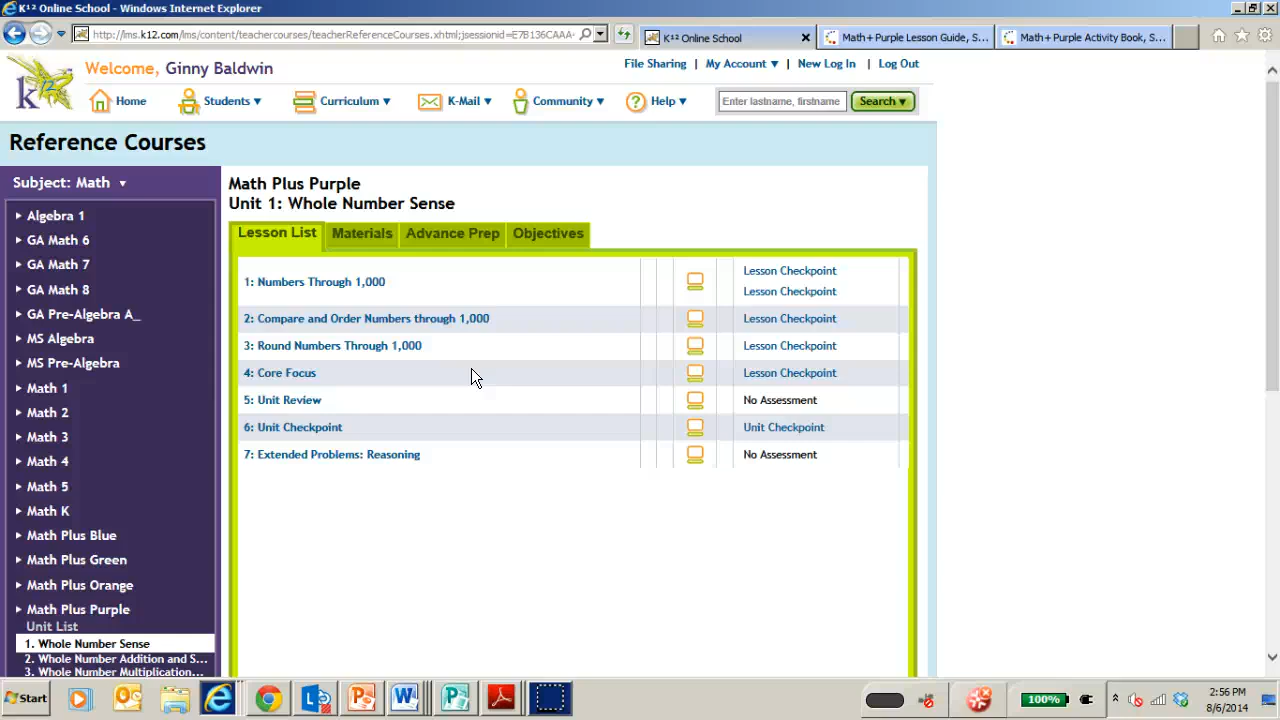 K¹² Online School - Windows Internet Explorer
http://lms.k12.com/lms/content/teachercourses/teacherReferenceCourses.xhtml;jsessionid=E7B136CAAA
K¹² Online School
Math+Purple Lesson Guide, S...
Math+Purple Activity Book, S...
k12
Welcome, Ginny Baldwin
File Sharing | My Account | New Log In | Log Out
Home Students Curriculum K-Mail Community Help Enter lastname, firstname Search
Reference Courses
Subject: Math
Algebra 1
GA Math 6
GA Math 7
GA Math 8
GA Pre-Algebra A_
MS Algebra
MS Pre-Algebra
Math 1
Math 2
Math 3
Math 4
Math 5
Math K
Math Plus Blue
Math Plus Green
Math Plus Orange
Math Plus Purple
Unit List
1. Whole Number Sense
2. Whole Number Addition and S...
3. Whole Number Multiplication...
Math Plus Purple
Unit 1: Whole Number Sense
Lesson List Materials Advance Prep Objectives
1: Numbers Through 1,000 Lesson Checkpoint
Lesson Checkpoint
2: Compare and Order Numbers through 1,000 Lesson Checkpoint
3: Round Numbers Through 1,000 Lesson Checkpoint
4: Core Focus Lesson Checkpoint
5: Unit Review No Assessment
6: Unit Checkpoint Unit Checkpoint
7: Extended Problems: Reasoning No Assessment
Start
100%
2:56 PM
8/6/2014